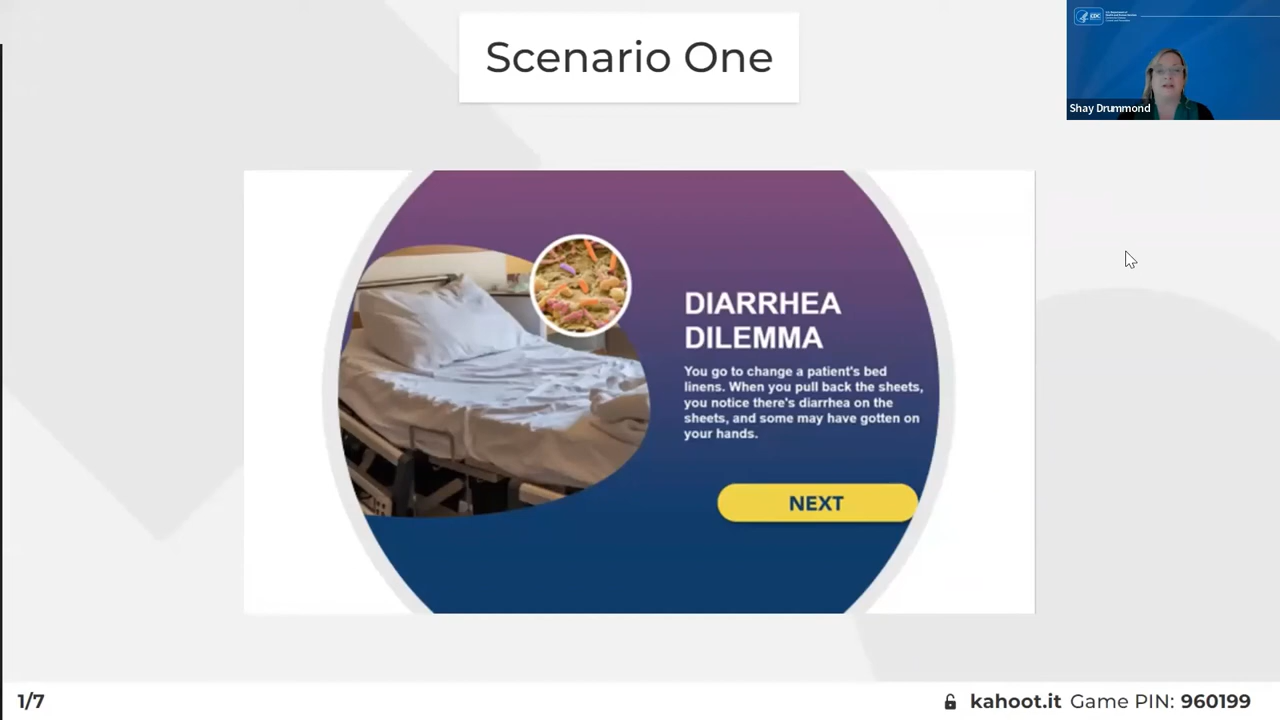 Scenario One
CDC
Shay Drummond
DIARRHEA
DILEMMA
You go to change a patient's bed
linens. When you pull back the sheets,
you notice there's diarrhea on the
sheets, and some may have gotten on
your hands.
NEXT
1/7
kahoot.it Game PIN: 960199